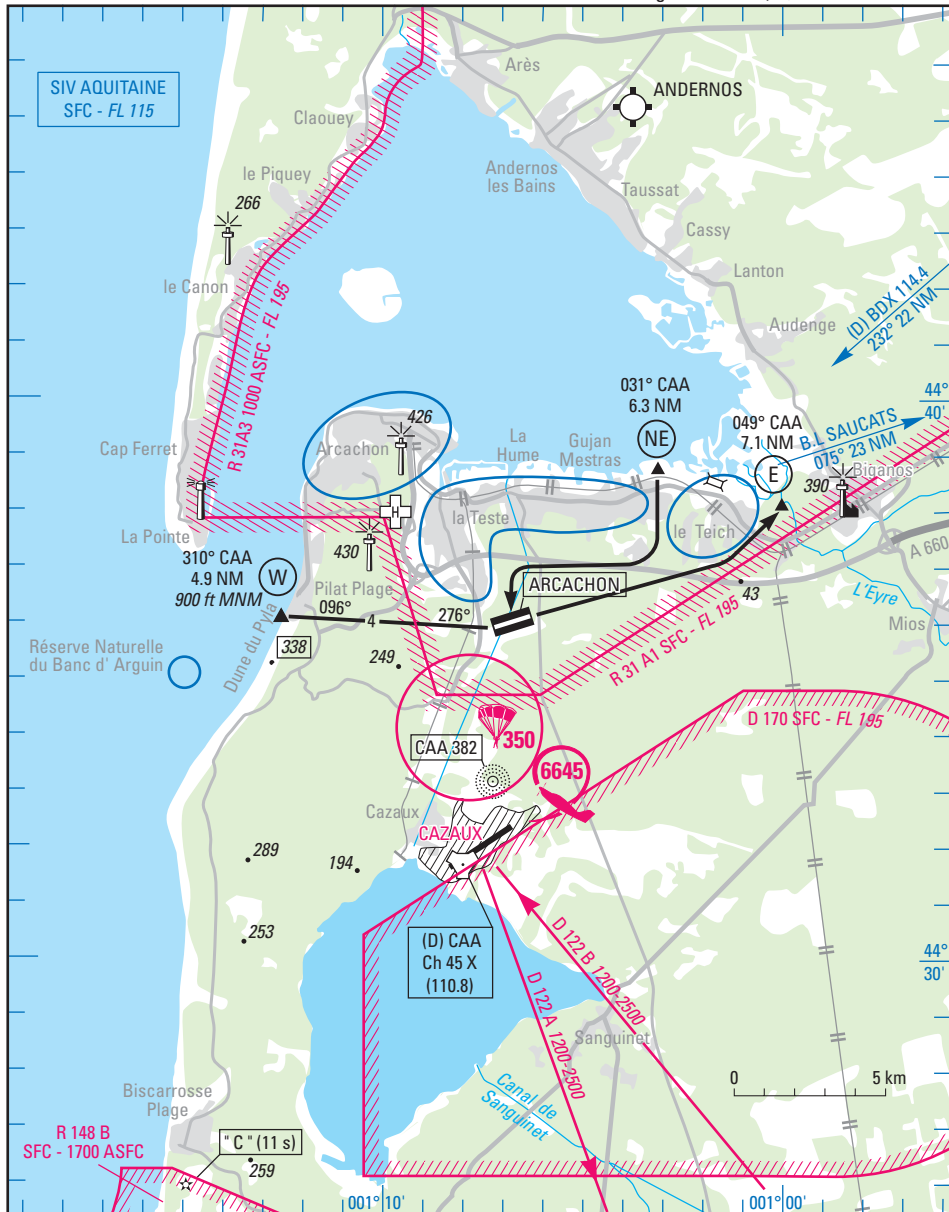 SIV AQUITAINE
SFC - FL 115
Arès
ANDERNOS
Claouey
le Piquey
266
Andernos
les Bains
Taussat
Cassy
le Canon
Lanton
(D) BDX 114.4
232° 22 NM
Audenge
R 31A3 1000 ASFC - FL 195
44°
40'
031° CAA
6.3 NM
NE
049° CAA
7.1 NM
E
B.L SAUCATS
075° 23 NM
Cap Ferret
Arcachon
426
La
Hume
Gujan
Mestras
Biganos
390
la Teste
le Teich
H
La Pointe
430
A 660
310° CAA
4.9 NM
900 ft MNM
W
Pilat Plage
ARCACHON
43
L'Eyre
096°
4
276°
Mios
Réserve Naturelle
du Banc d' Arguin
Dune du Pyla
338
249
R 31 A1 SFC - FL 195
D 170 SFC - FL 195
350
CAA 382
6645
Cazaux
CAZAUX
289
194
253
(D) CAA
Ch 45 X
(110.8)
D 122 B 1200-2500
D 122 A 1200-2500
44°
30'
Sanguinet
0
5 km
Canal de
Sanguinet
Biscarrosse
Plage
R 148 B
SFC - 1700 ASFC
" C " (11 s)
259
001° 10'
001° 00'